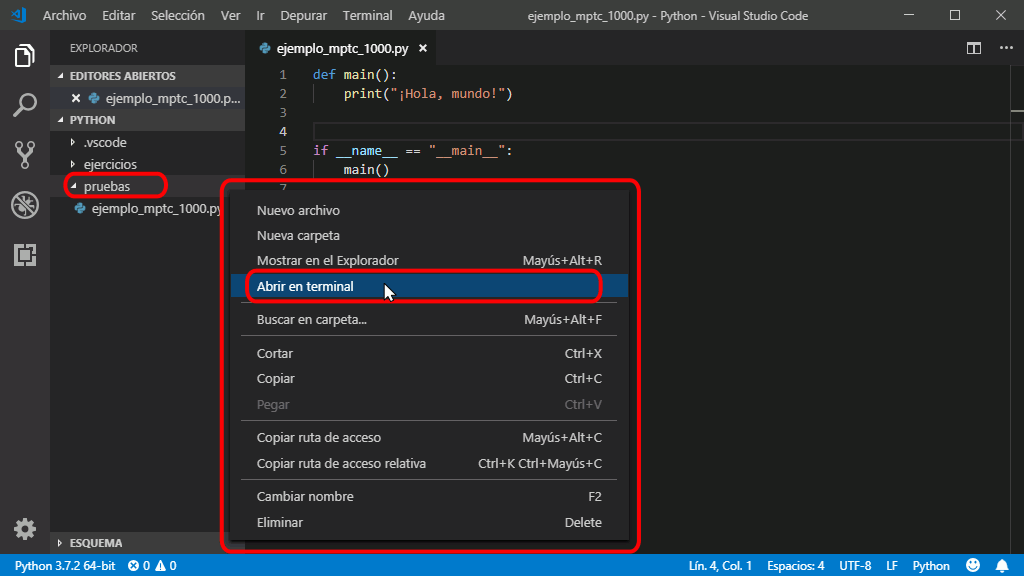 Archivo Editar Selección Ver Ir Depurar Terminal Ayuda ejemplo_mptc_1000.py - Python - Visual Studio Code
EXPLORADOR
EDITORES ABIERTOS
ejemplo_mptc_1000.p...
PYTHON
.vscode
ejercicios
pruebas
ejemplo_mptc_1000.py
ESQUEMA
ejemplo_mptc_1000.py
1 def main():
2 print("¡Hola, mundo!")
3
4
5 if __name__ == "__main__":
6 main()
7
Nuevo archivo
Nueva carpeta
Mostrar en el Explorador Mayús+Alt+R
Abrir en terminal
Buscar en carpeta... Mayús+Alt+F
Cortar Ctrl+X
Copiar Ctrl+C
Pegar Ctrl+V
Copiar ruta de acceso Mayús+Alt+C
Copiar ruta de acceso relativa Ctrl+K Ctrl+Mayús+C
Cambiar nombre F2
Eliminar Delete
Python 3.7.2 64-bit 0 0 Lín. 4, Col. 1 Espacios: 4 UTF-8 LF Python